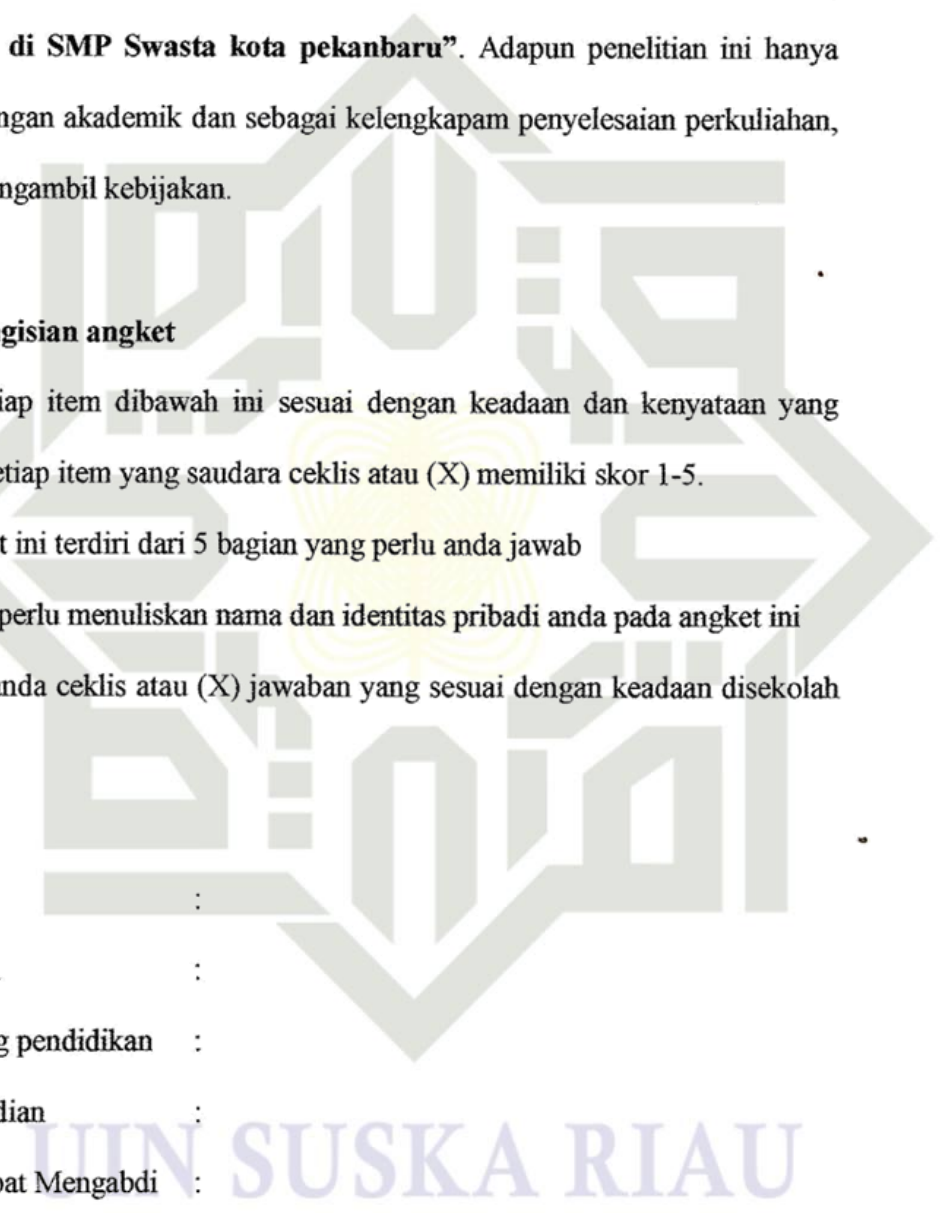 di SMP Swasta kota pekanbaru”. Adapun penelitian ini hanya
ngan akademik dan sebagai kelengkapam penyelesaian perkuliahan,
ngambil kebijakan.
gisian angket
iap item dibawah ini sesuai dengan keadaan dan kenyataan yang
etiap item yang saudara ceklis atau (X) memiliki skor 1-5.
t ini terdiri dari 5 bagian yang perlu anda jawab
perlu menuliskan nama dan identitas pribadi anda pada angket ini
nda ceklis atau (X) jawaban yang sesuai dengan keadaan disekolah
:
:
g pendidikan :
dian :
pat Mengabdi :
UIN SUSKA RIAU